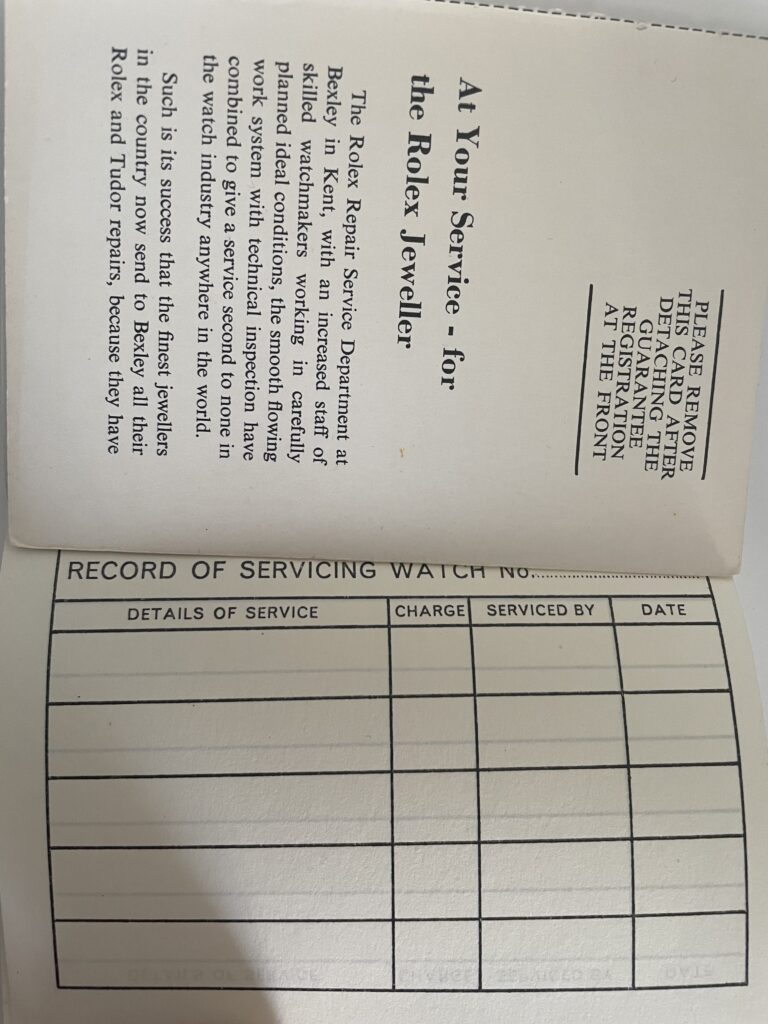 PLEASE REMOVE
THIS CARD AFTER
DETACHING THE
GUARANTEE
REGISTRATION
AT THE FRONT
At Your Service - for
the Rolex Jeweller
The Rolex Repair Service Department at
Bexley in Kent, with an increased staff of
skilled watchmakers working in carefully
planned ideal conditions, the smooth flowing
work system with technical inspection have
combined to give a service second to none in
the watch industry anywhere in the world.
Such is its success that the finest jewellers
in the country now send to Bexley all their
Rolex and Tudor repairs, because they have
RECORD OF SERVICING WATCH No.
DETAILS OF SERVICE CHARGE SERVICED BY DATE